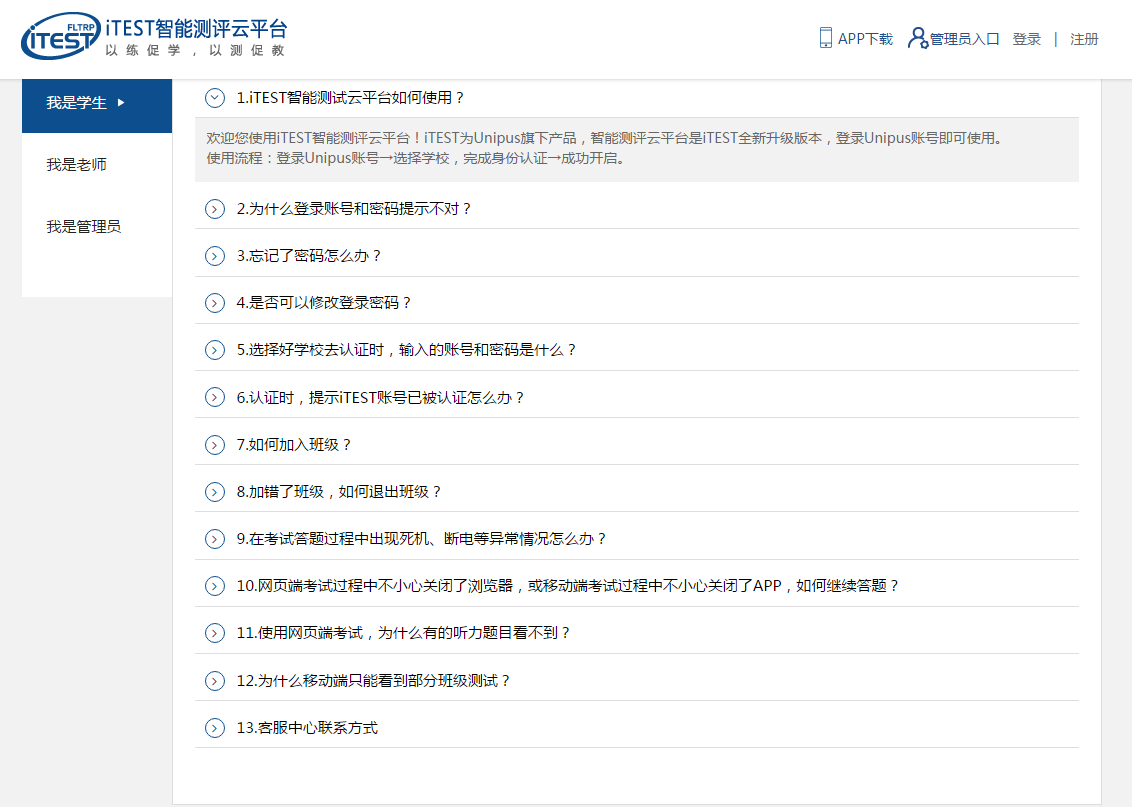 FLTRP
iTEST
iTEST智能测评云平台
以练促学，以测促教
APP下载 管理员入口 登录 | 注册
我是学生
我是老师
我是管理员
1.iTEST智能测试云平台如何使用？
欢迎您使用iTEST智能测评云平台！iTEST为Unipus旗下产品，智能测评云平台是iTEST全新升级版本，登录Unipus账号即可使用。
使用流程：登录Unipus账号→选择学校，完成身份认证→成功开启。
2.为什么登录账号和密码提示不对？
3.忘记了密码怎么办？
4.是否可以修改登录密码？
5.选择好学校去认证时，输入的账号和密码是什么？
6.认证时，提示iTEST账号已被认证怎么办？
7.如何加入班级？
8.加错了班级，如何退出班级？
9.在考试答题过程中出现死机、断电等异常情况怎么办？
10.网页端考试过程中不小心关闭了浏览器，或移动端考试过程中不小心关闭了APP，如何继续答题？
11.使用网页端考试，为什么有的听力题目看不到？
12.为什么移动端只能看到部分班级测试？
13.客服中心联系方式